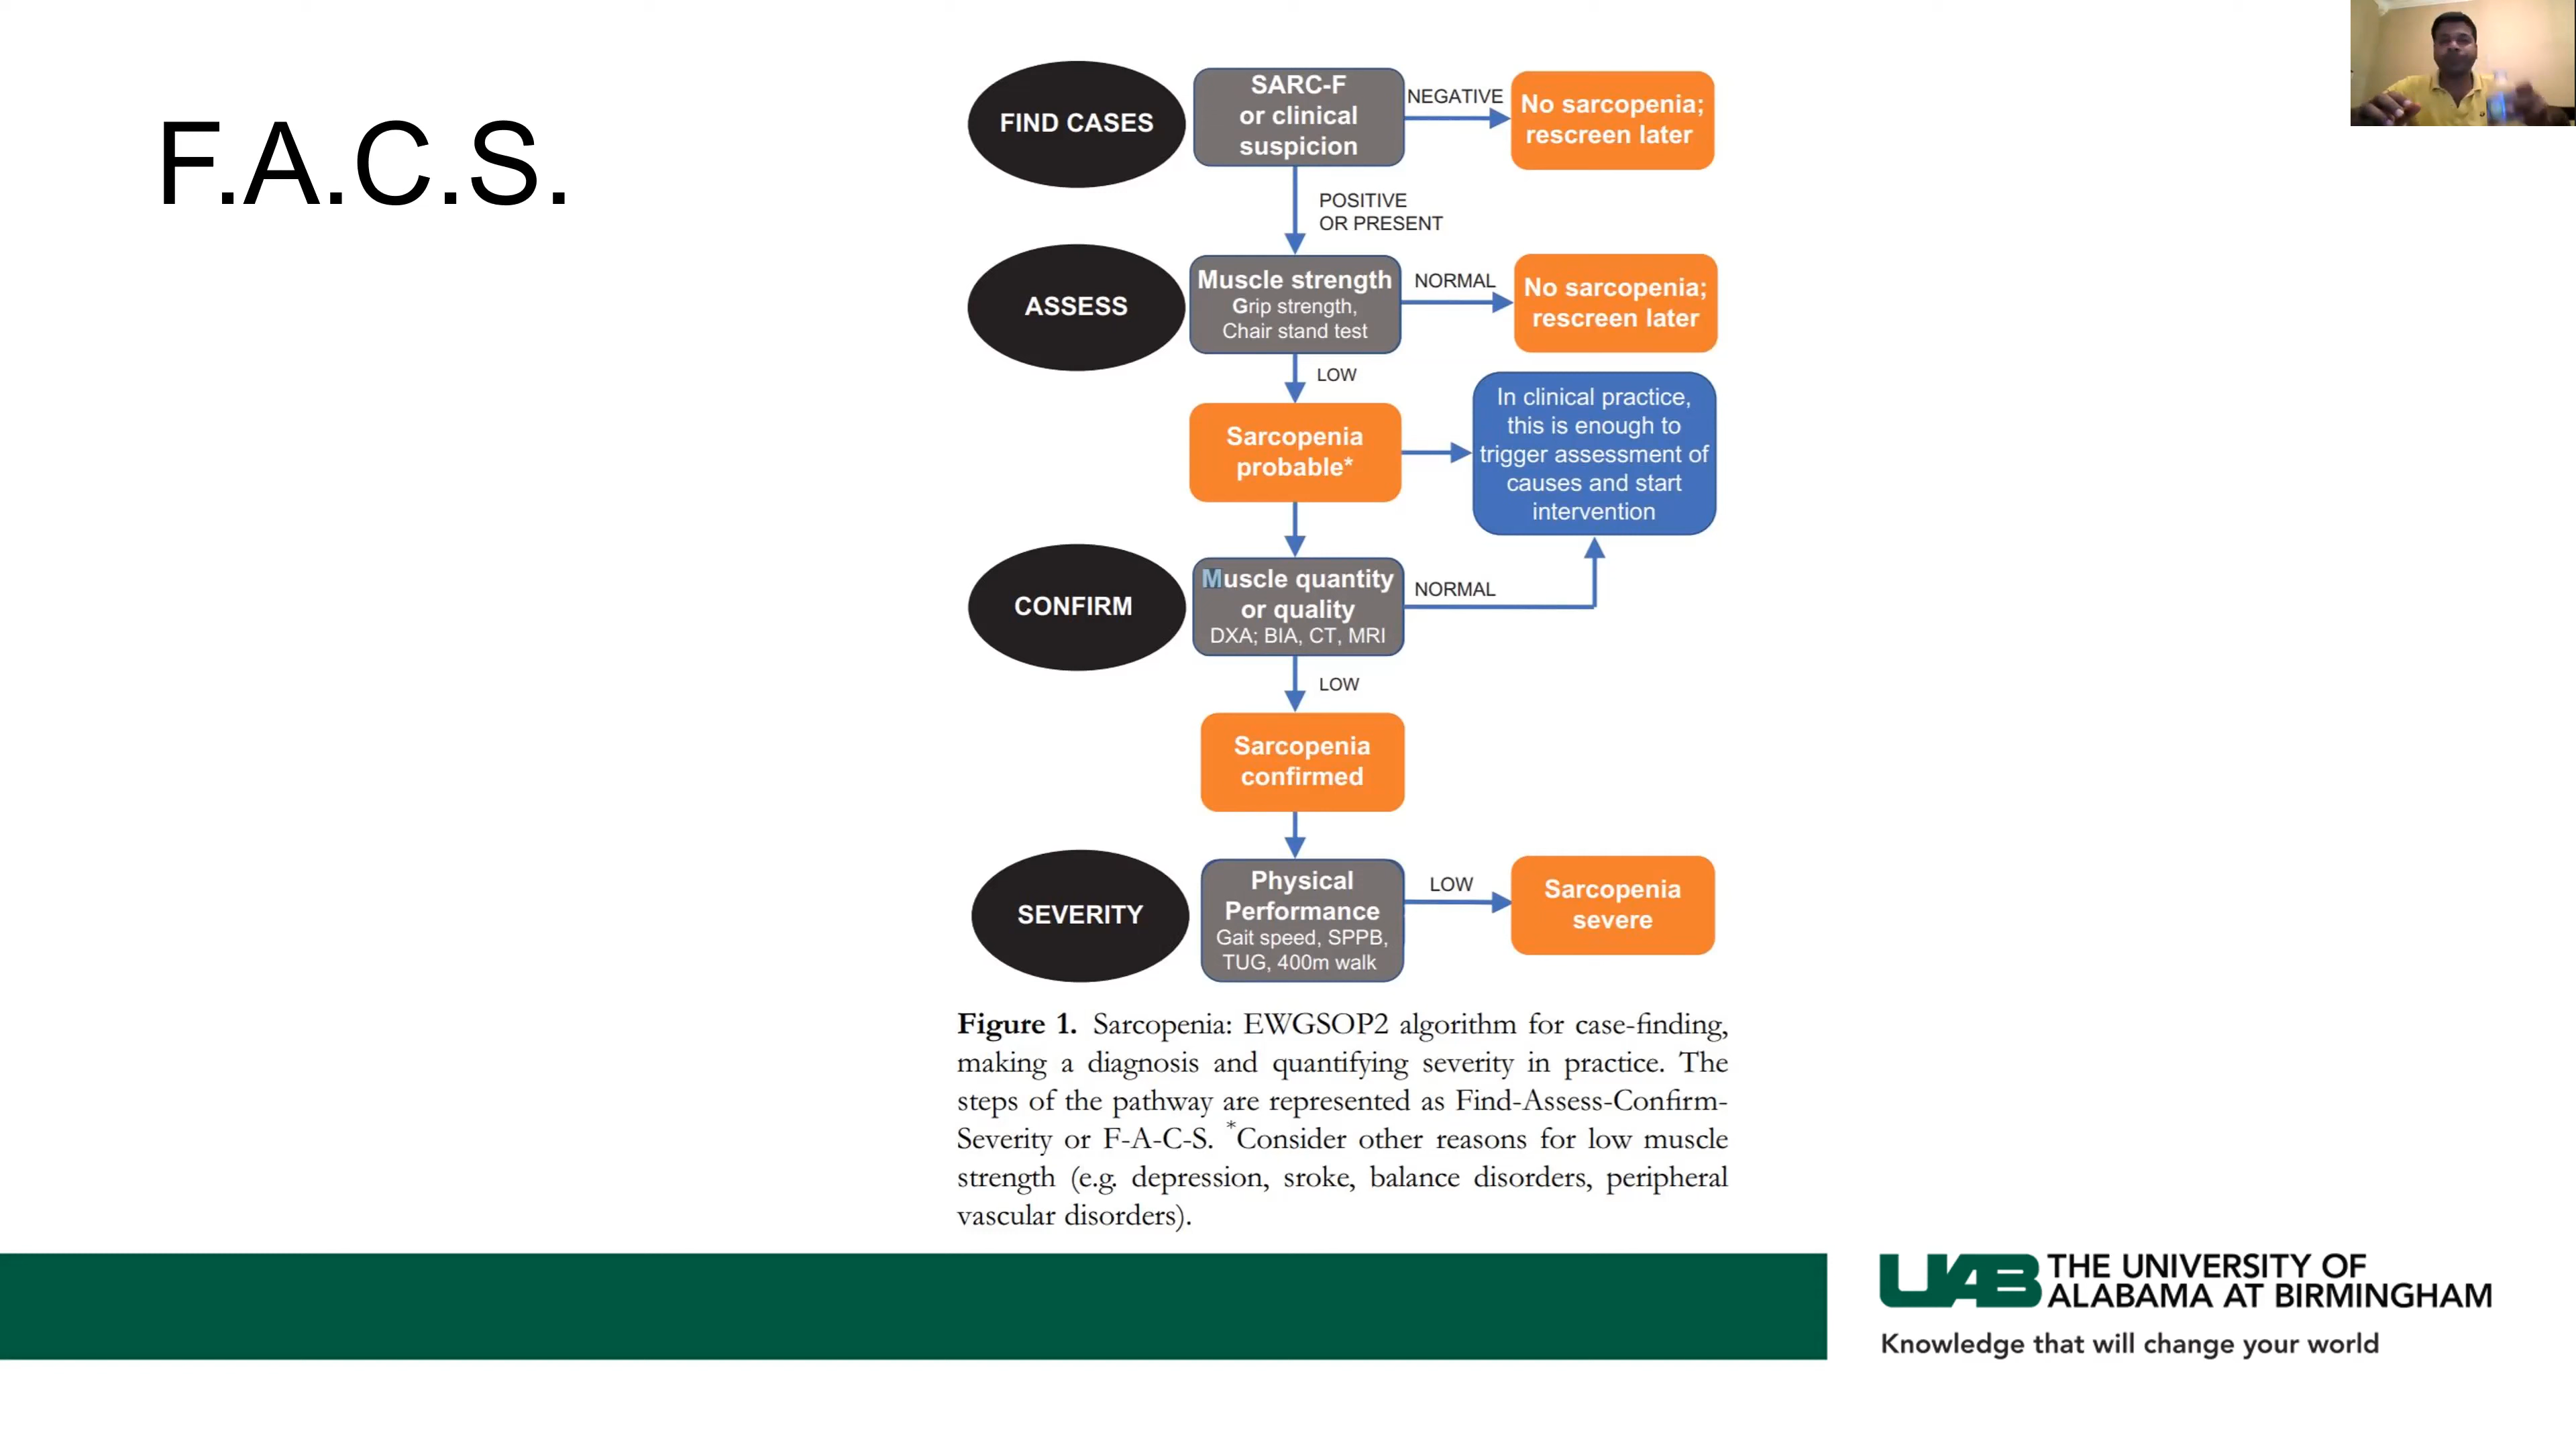 F.A.C.S.
FIND CASES
SARC-F
or clinical
suspicion
NEGATIVE
No sarcopenia;
rescreen later
POSITIVE
OR PRESENT
ASSESS
Muscle strength
Grip strength,
Chair stand test
NORMAL
No sarcopenia;
rescreen later
LOW
Sarcopenia
probable*
In clinical practice,
this is enough to
trigger assessment of
causes and start
intervention
CONFIRM
Muscle quantity
or quality
DXA; BIA, CT, MRI
NORMAL
LOW
Sarcopenia
confirmed
SEVERITY
Physical
Performance
Gait speed, SPPB,
TUG, 400m walk
LOW
Sarcopenia
severe
Figure 1. Sarcopenia: EWGSOP2 algorithm for case-finding,
making a diagnosis and quantifying severity in practice. The
steps of the pathway are represented as Find-Assess-Confirm-
Severity or F-A-C-S. *Consider other reasons for low muscle
strength (e.g. depression, sroke, balance disorders, peripheral
vascular disorders).
UAB THE UNIVERSITY OF
ALABAMA AT BIRMINGHAM
Knowledge that will change your world